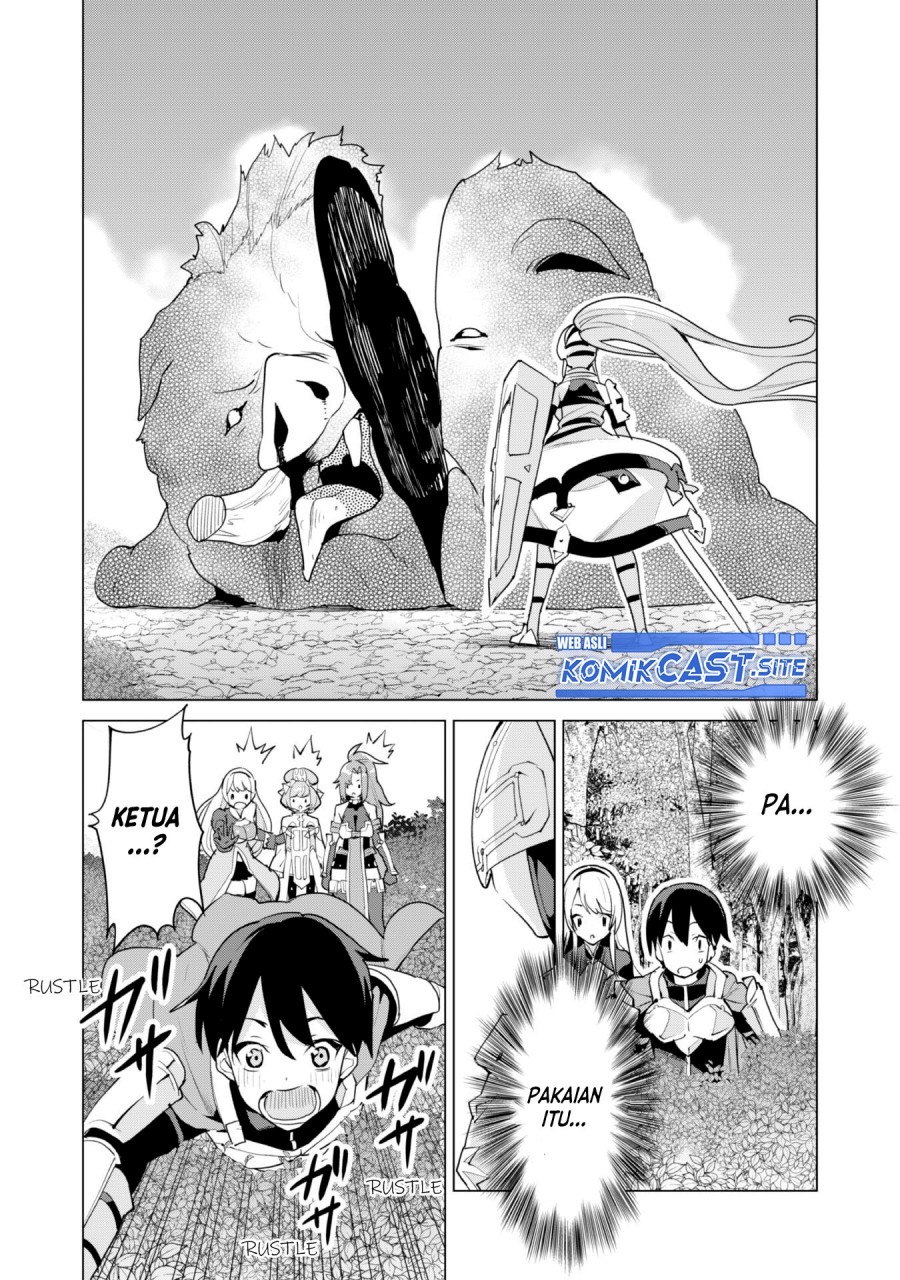 WEB ASLI
KOMIKCAST.SITE
PA...
PAKAIAN
ITU...
KETUA
...?
RUSTLE
ガサ
ガサ
RUSTLE
ガサ
RUSTLE